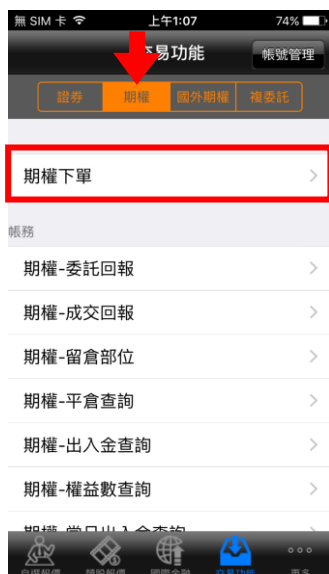 無 SIM 卡 上午1:07 74%
易功能 帳號管理
證券 期權 國外期權 複委託
期權下單
帳務
期權-委託回報
期權-成交回報
期權-留倉部位
期權-平倉查詢
期權-出入金查詢
期權-權益數查詢